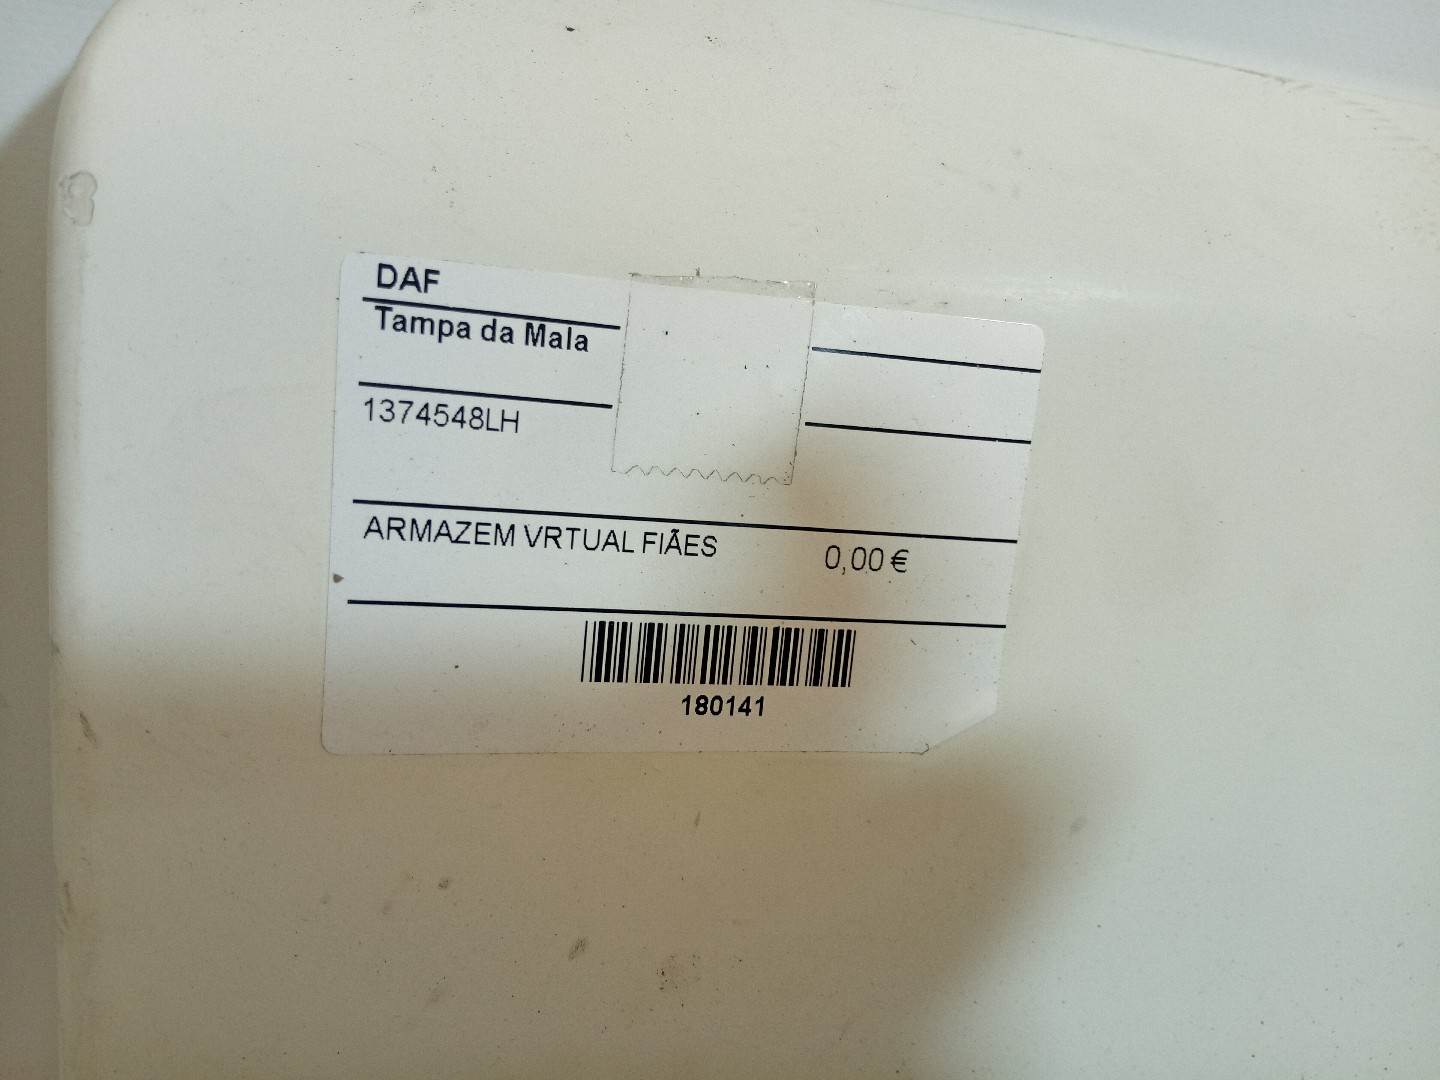 DAF
Tampa da Mala
1374548LH
ARMAZEM VRTUAL FIÃES 0,00 €
180141